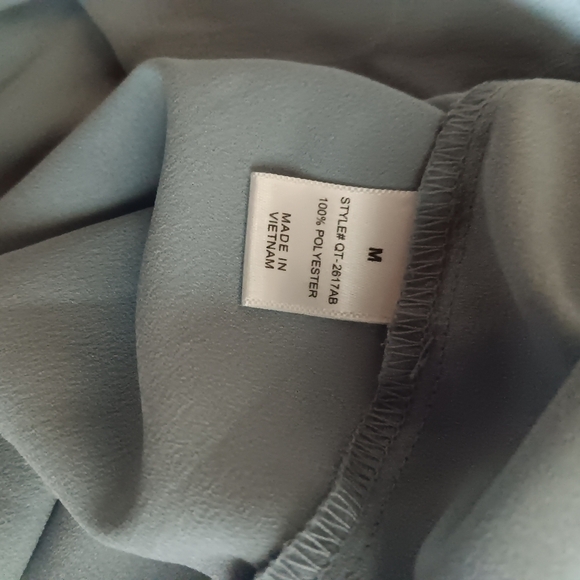 M
STYLE# QT-2617AB
100% POLYESTER
MADE IN
VIETNAM